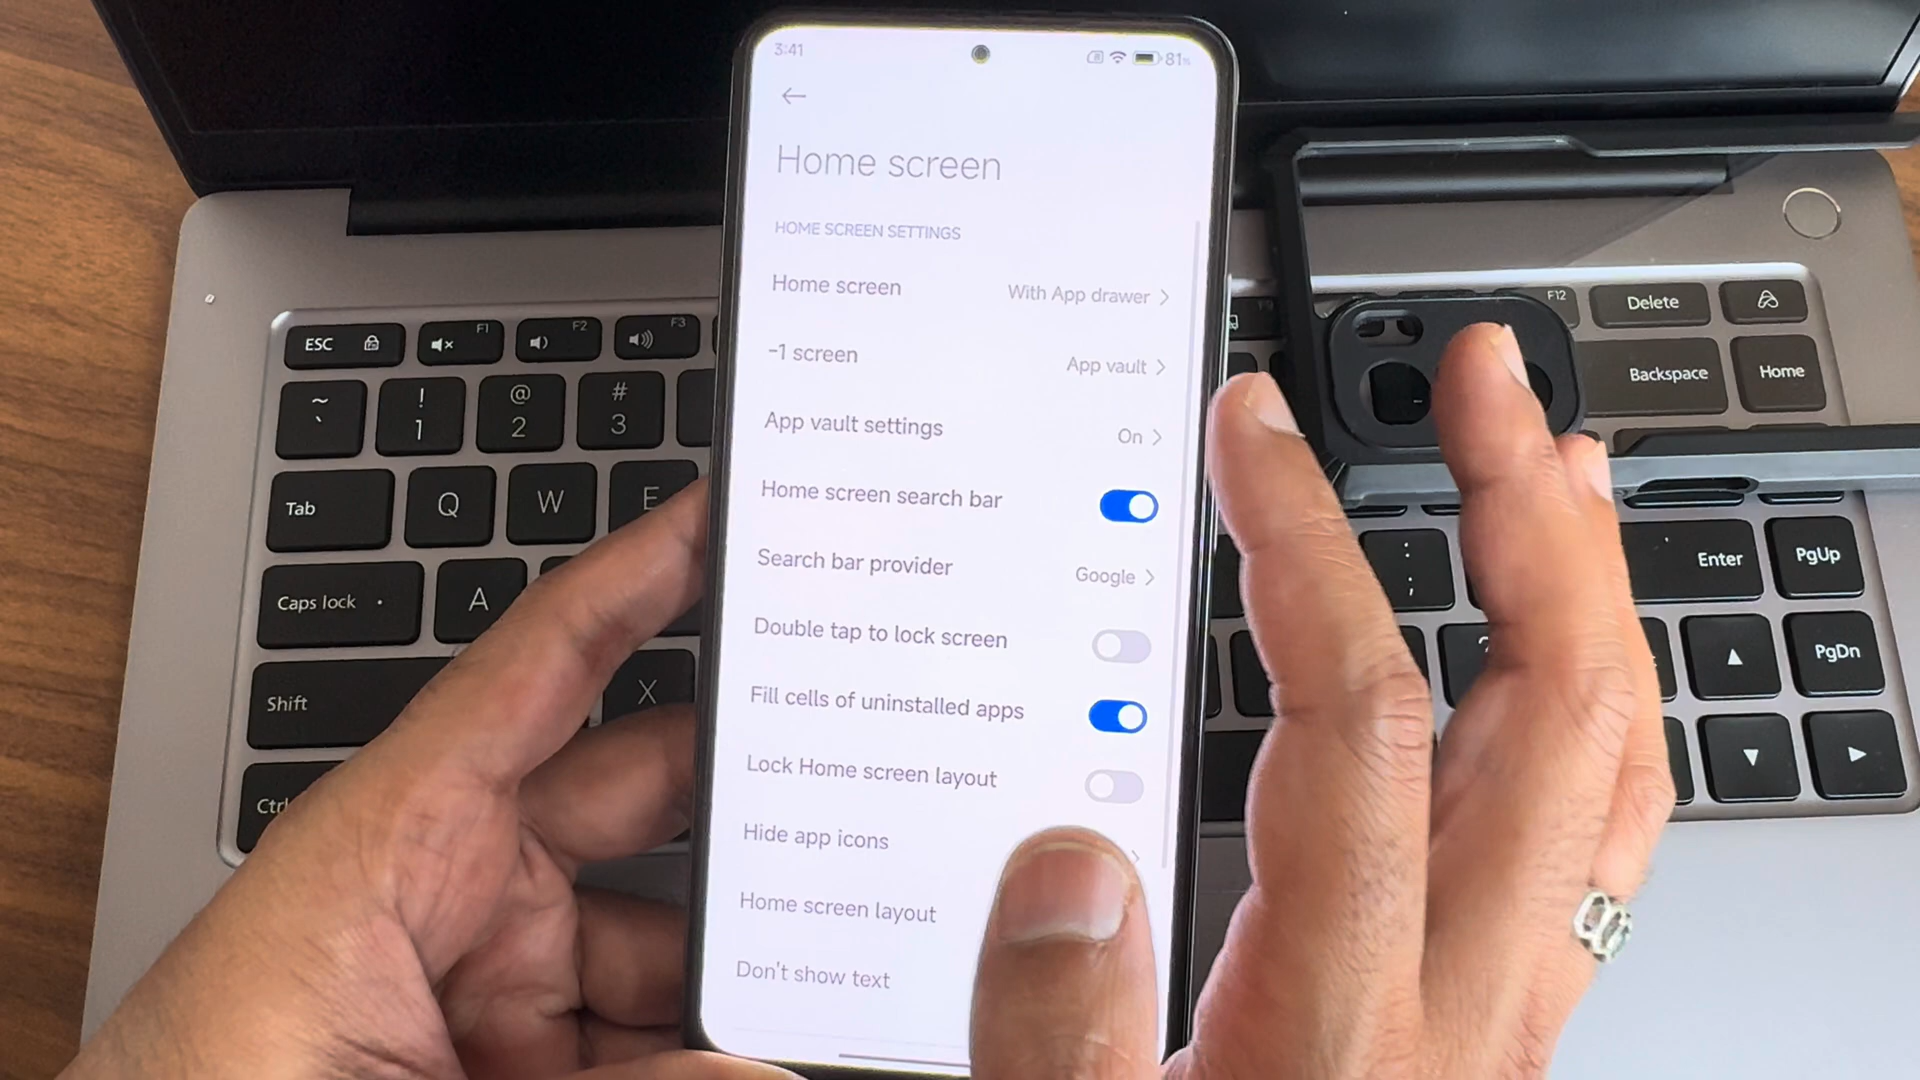 3:41
81%
Home screen
HOME SCREEN SETTINGS
Home screen
With App drawer
-1 screen
App vault
App vault settings
On
Home screen search bar
Search bar provider
Google
Double tap to lock screen
Fill cells of uninstalled apps
Lock Home screen layout
Hide app icons
Home screen layout
Don't show text
ESC
F1
F2
F3
F12
Delete
~
`
!
1
@
2
#
3
Backspace
Home
Tab
Q
W
E
Enter
PgUp
Caps lock
A
:
;
Shift
X
PgDn
Ctrl